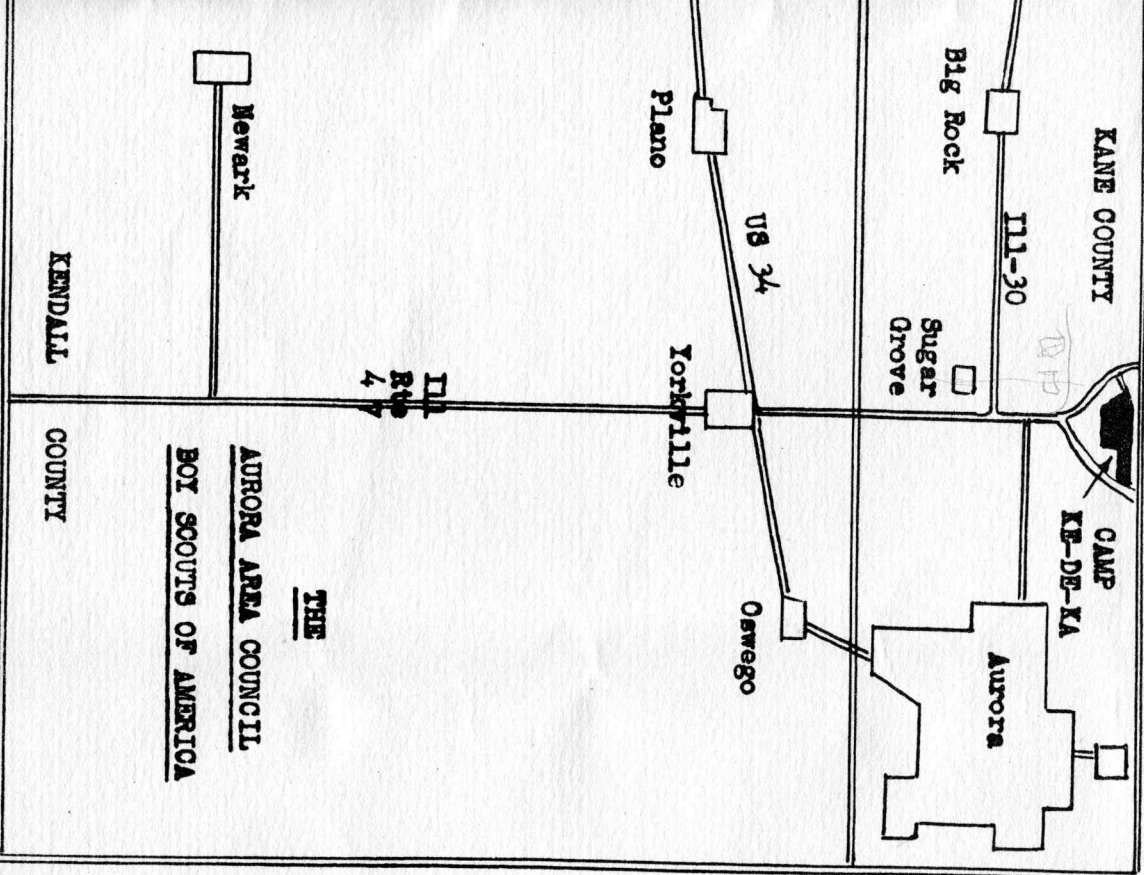 KANE COUNTY
CAMP
KE-DE-KA
Ill-30
Aurora
Big Rock
Sugar
Grove
US 34
Oswego
Plano
Yorkville
Ill
Rte
47
THE
AURORA AREA COUNCIL
BOY SCOUTS OF AMERICA
Newark
KENDALL COUNTY